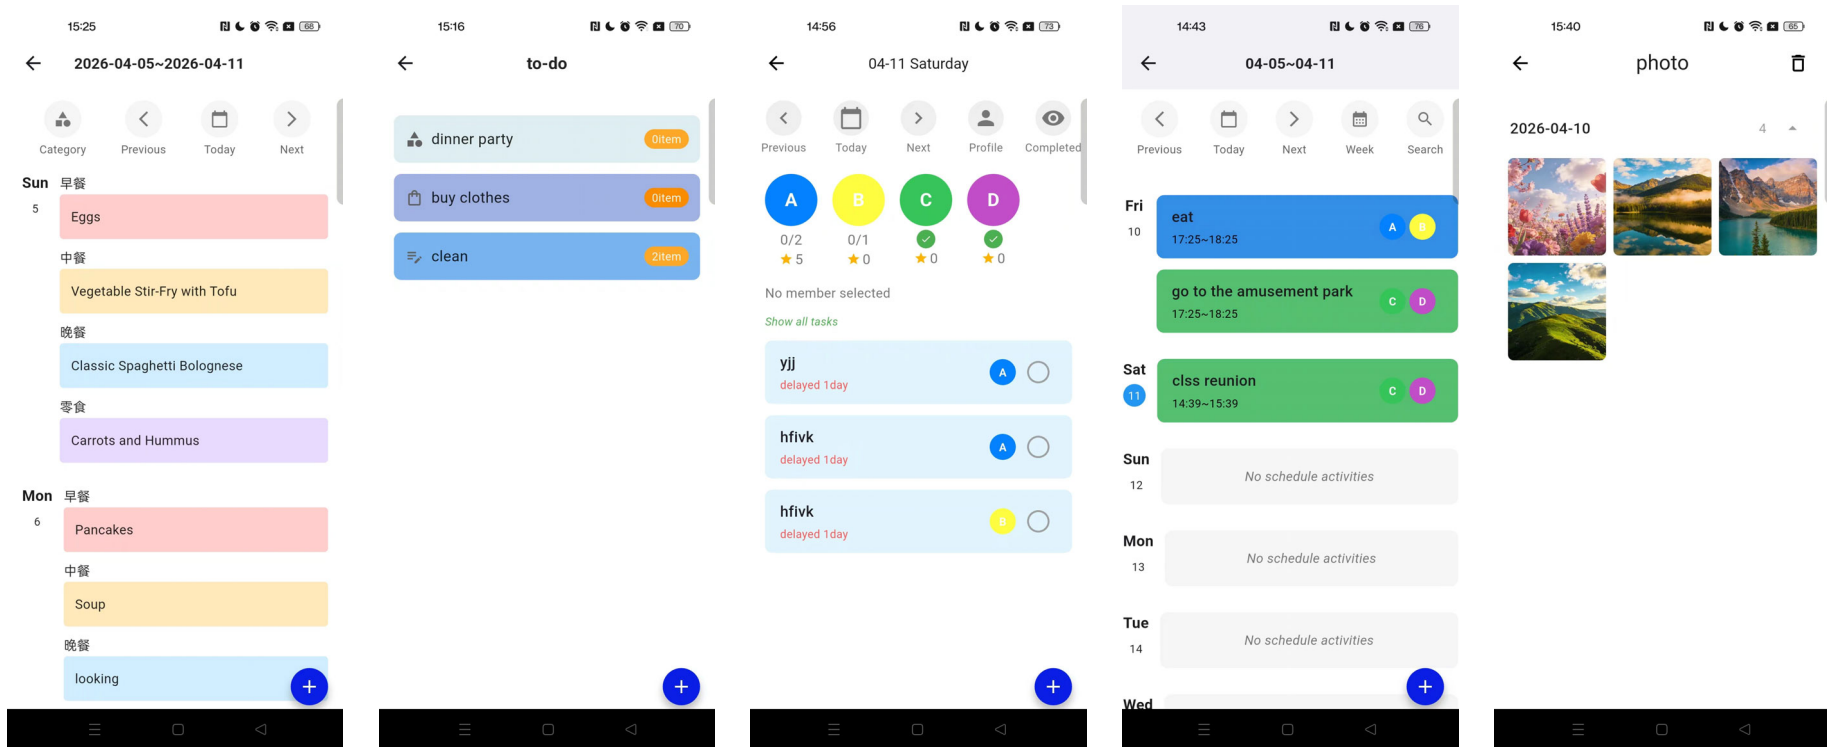 15:25
68
2026-04-05~2026-04-11
Category
Previous
Today
Next
Sun
早餐
5
Eggs
中餐
Vegetable Stir-Fry with Tofu
晚餐
Classic Spaghetti Bolognese
零食
Carrots and Hummus
Mon
早餐
6
Pancakes
中餐
Soup
晚餐
looking
+
15:16
70
to-do
dinner party
0item
buy clothes
0item
clean
2item
+
14:56
73
04-11 Saturday
Previous
Today
Next
Profile
Completed
A
B
C
D
0/2
0/1
5
0
0
0
No member selected
Show all tasks
yjj
delayed 1day
A
hfivk
delayed 1day
A
hfivk
delayed 1day
B
+
14:43
76
04-05~04-11
Previous
Today
Next
Week
Search
Fri
10
eat
17:25~18:25
A
B
go to the amusement park
17:25~18:25
C
D
Sat
11
clss reunion
14:39~15:39
C
D
Sun
12
No schedule activities
Mon
13
No schedule activities
Tue
14
No schedule activities
Wed
+
15:40
65
photo
2026-04-10
4